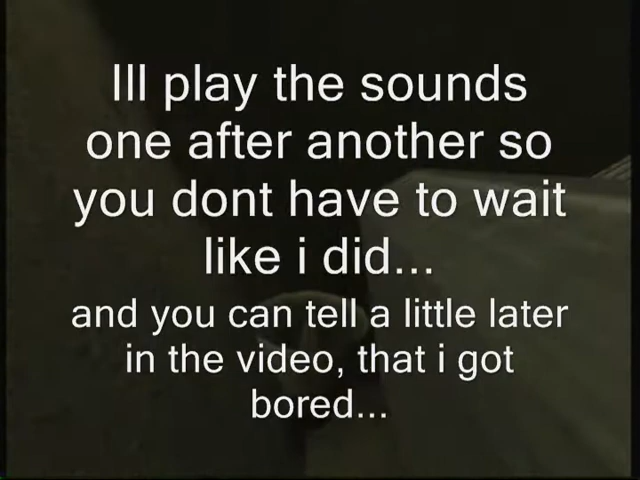 Ill play the sounds
one after another so
you dont have to wait
like i did...
and you can tell a little later
in the video, that i got
bored...